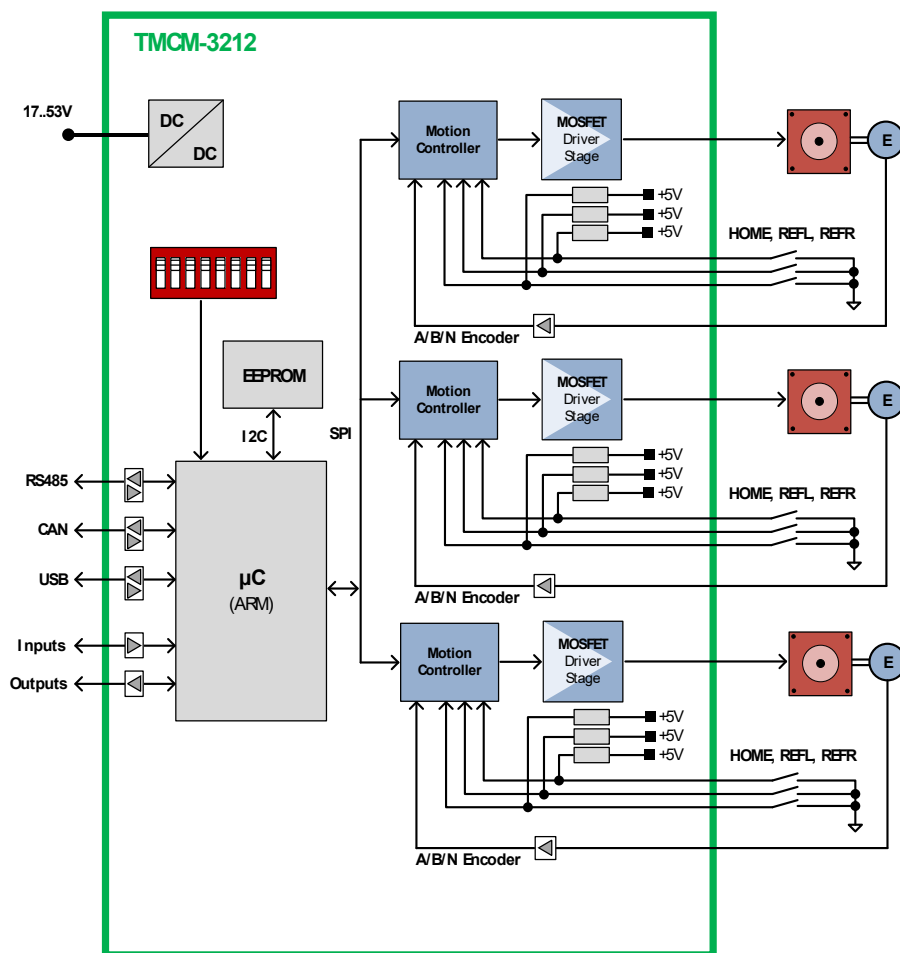 TMCM-3212
17..53V
DC
DC
Motion
Controller
MOSFET
Driver
Stage
E
+5V
+5V
+5V
HOME, REFL, REFR
A/B/N Encoder
EEPROM
I2C
SPI
Motion
Controller
MOSFET
Driver
Stage
E
+5V
+5V
+5V
HOME, REFL, REFR
A/B/N Encoder
RS485
CAN
USB
Inputs
Outputs
µC
(ARM)
Motion
Controller
MOSFET
Driver
Stage
E
+5V
+5V
+5V
HOME, REFL, REFR
A/B/N Encoder